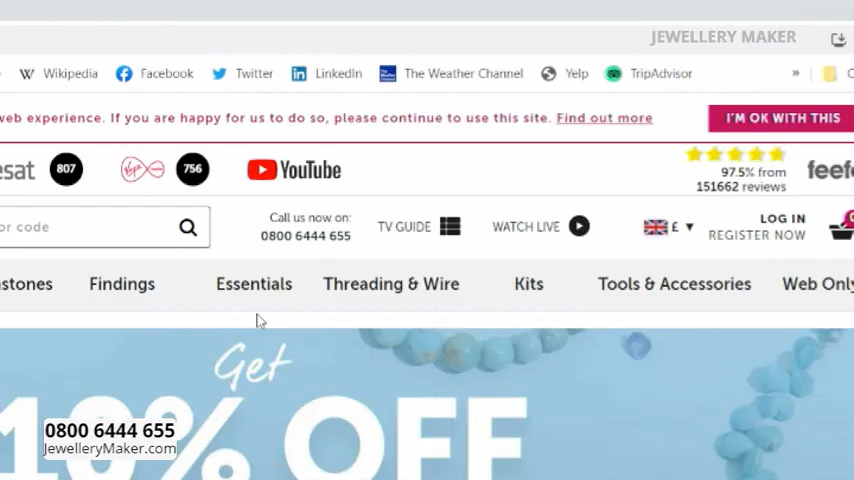 JEWELLERY MAKER
Wikipedia Facebook Twitter LinkedIn The Weather Channel Yelp TripAdvisor »
web experience. If you are happy for us to do so, please continue to use this site. Find out more I'M OK WITH THIS
807 756 YouTube
97.5% from
151662 reviews
or code
Call us now on:
0800 6444 655
TV GUIDE WATCH LIVE £ LOG IN
REGISTER NOW
Findings Essentials Threading & Wire Kits Tools & Accessories Web Only
Get
10% OFF
0800 6444 655
JewelleryMaker.com